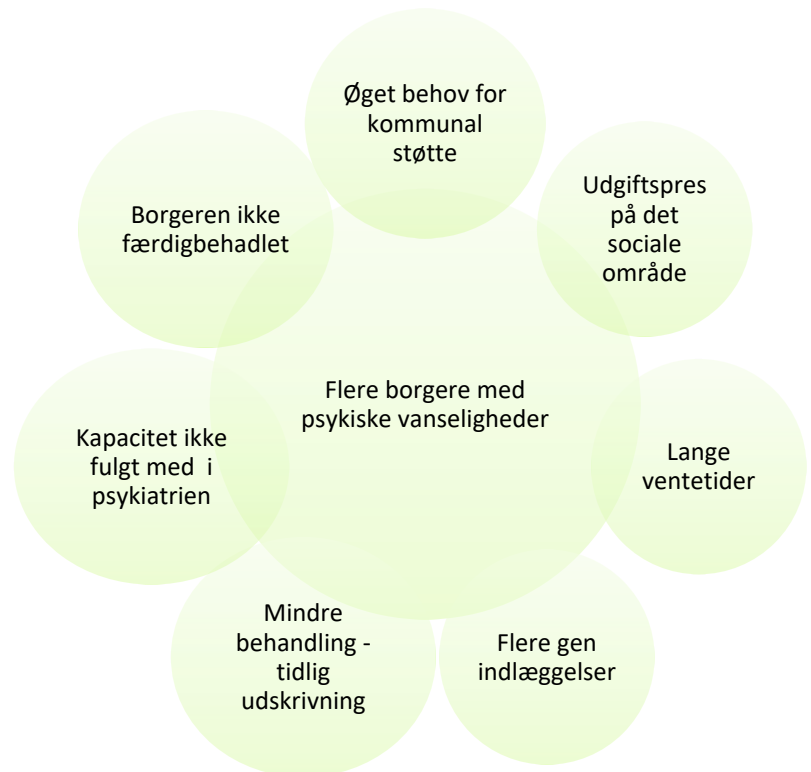 Øget behov for
kommunal
støtte
Udgiftspres
på det
sociale
område
Lange
ventetider
Flere gen
indlæggelser
Mindre
behandling -
tidlig
udskrivning
Kapacitet ikke
fulgt med i
psykiatrien
Borgeren ikke
færdigbehadlet
Flere borgere med
psykiske vanseligheder